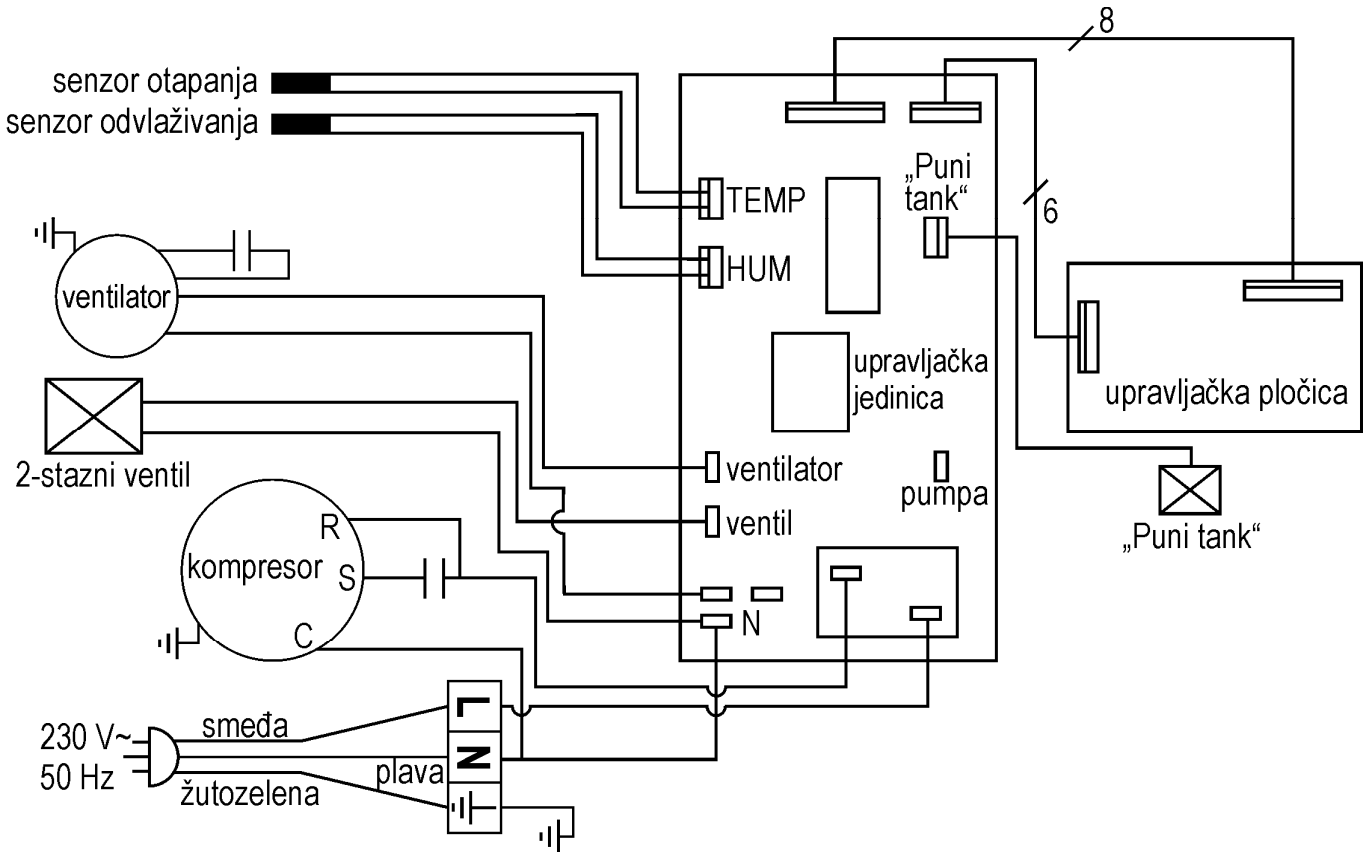 8
senzor otapanja
senzor odvlaživanja
„Puni
tank“
TEMP
6
HUM
ventilator
upravljačka
jedinica
upravljačka pločica
2-stazni ventil
ventilator
pumpa
ventil
„Puni tank“
R
kompresor
S
C
N
L
smeđa
230 V~
N
plava
50 Hz
žutozelena